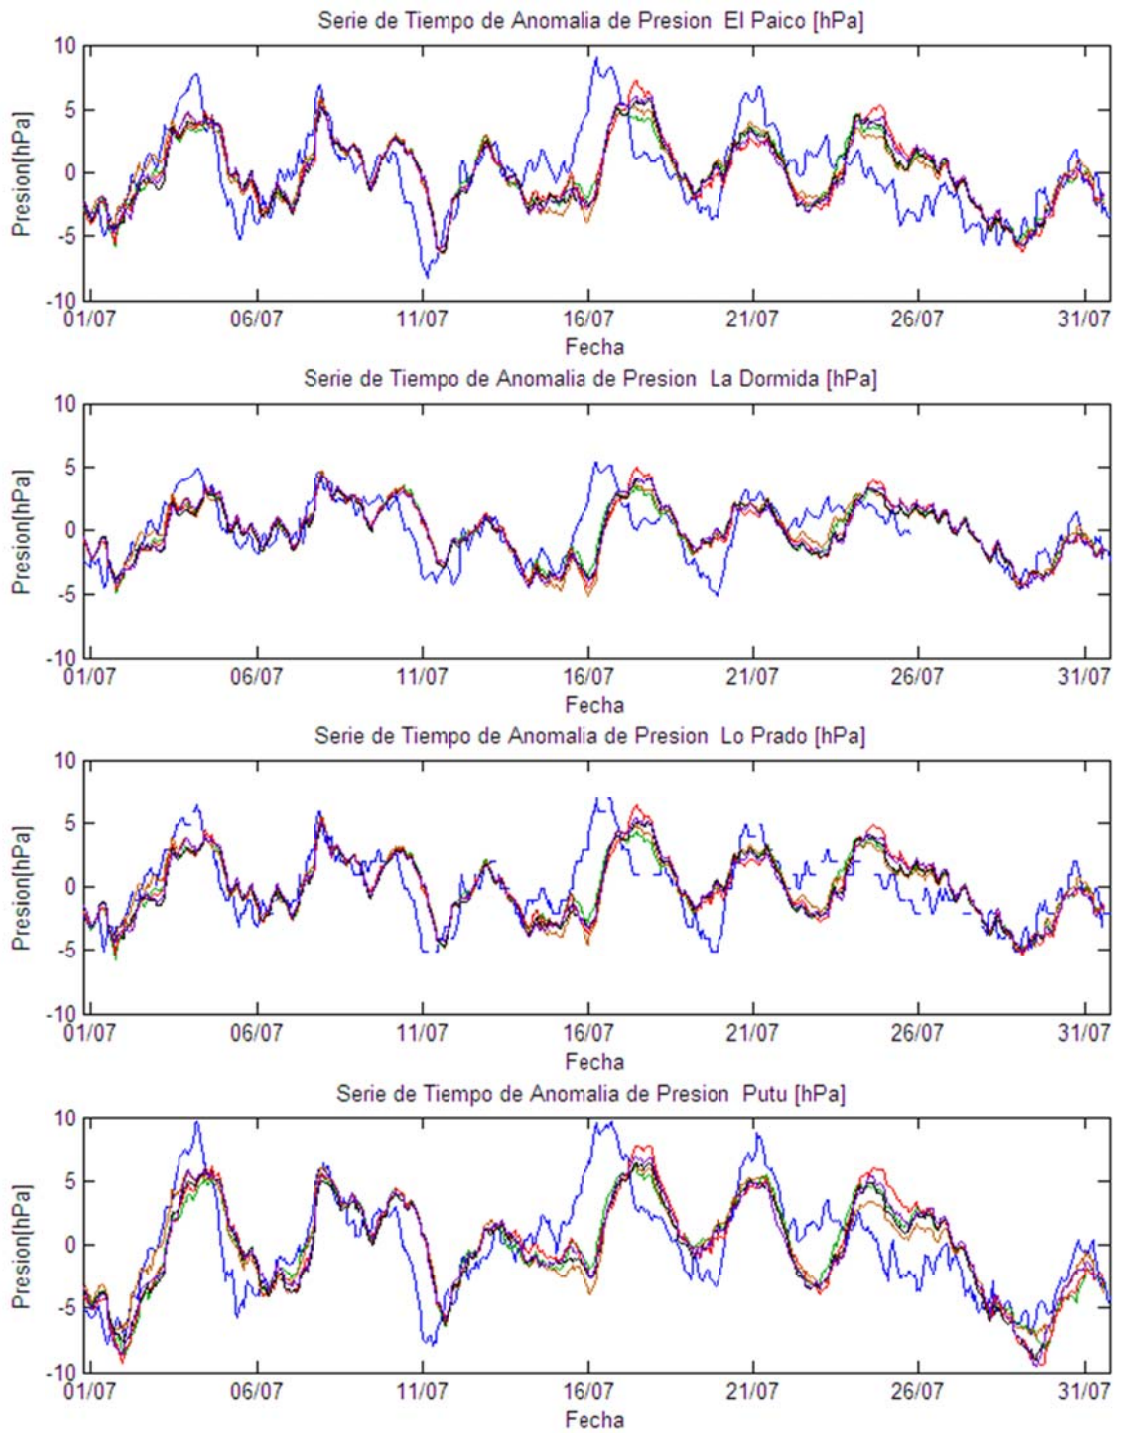 Serie de Tiempo de Anomalia de Presion El Paico [hPa]
Presion[hPa]
10
5
0
-5
-10
01/07 06/07 11/07 16/07 21/07 26/07 31/07
Fecha
Serie de Tiempo de Anomalia de Presion La Dormida [hPa]
Presion[hPa]
10
5
0
-5
-10
01/07 06/07 11/07 16/07 21/07 26/07 31/07
Fecha
Serie de Tiempo de Anomalia de Presion Lo Prado [hPa]
Presion[hPa]
10
5
0
-5
-10
01/07 06/07 11/07 16/07 21/07 26/07 31/07
Fecha
Serie de Tiempo de Anomalia de Presion Putu [hPa]
Presion[hPa]
10
5
0
-5
-10
01/07 06/07 11/07 16/07 21/07 26/07 31/07
Fecha